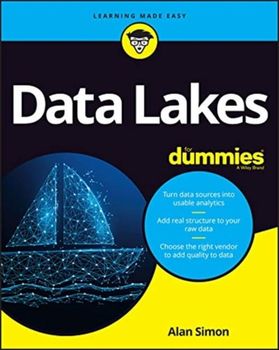 LEARNING MADE EASY
Data Lakes
for
dummies
A Wiley Brand
Turn data sources into
usable analytics
Add real structure to your
raw data
Choose the right vendor
to add quality to data
Alan Simon